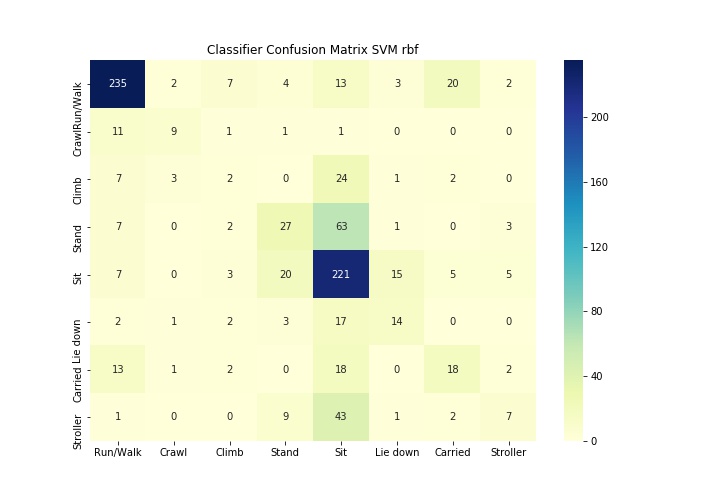 Classifier Confusion Matrix SVM rbf
Run/Walk 235 2 7 4 13 3 20 2
Crawl 11 9 1 1 1 0 0 0
Climb 7 3 2 0 24 1 2 0
Stand 7 0 2 27 63 1 0 3
Sit 7 0 3 20 221 15 5 5
Lie down 2 1 2 3 17 14 0 0
Carried 13 1 2 0 18 0 18 2
Stroller 1 0 0 9 43 1 2 7
Run/Walk Crawl Climb Stand Sit Lie down Carried Stroller
200
160
120
80
40
0